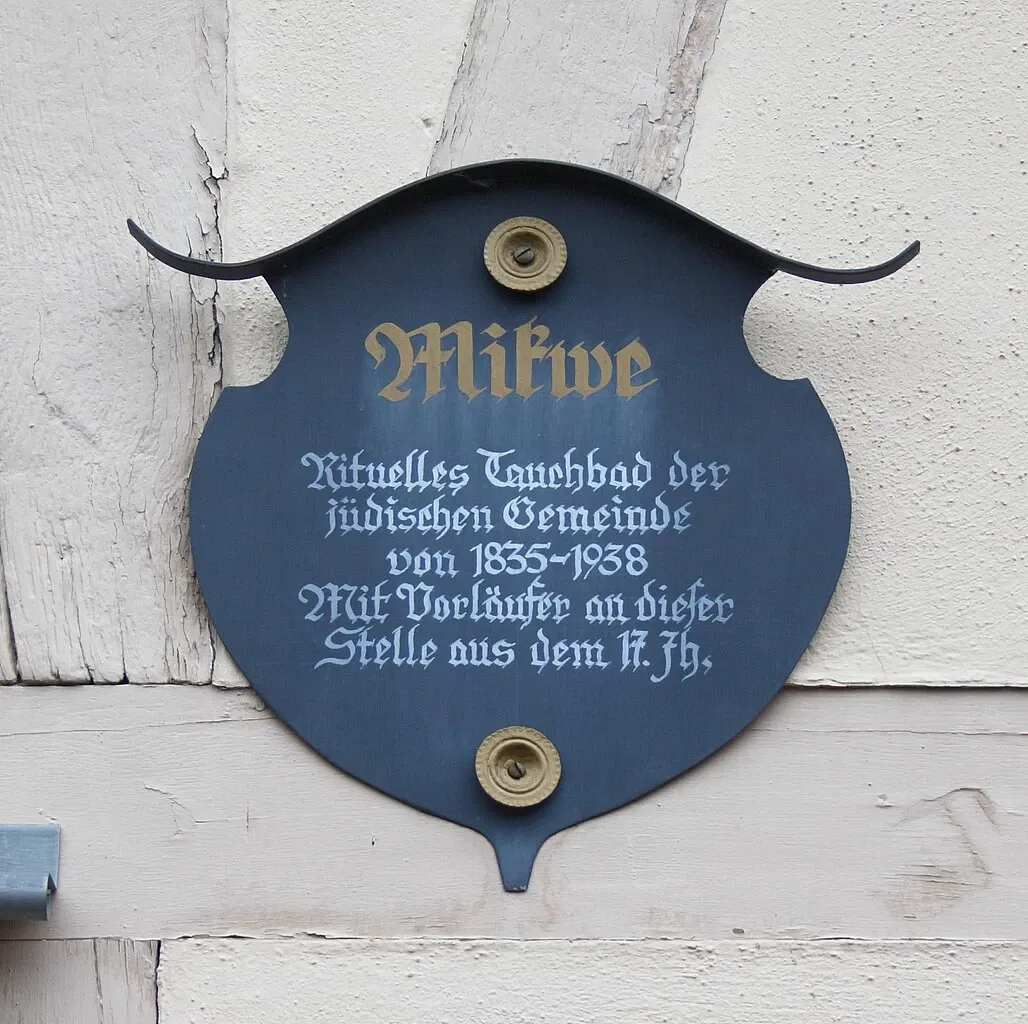 Mikwe
Rituelles Tauchbad der
jüdischen Gemeinde
von 1835-1938
Mit Vorläufer an dieser
Stelle aus dem 17. Jh.